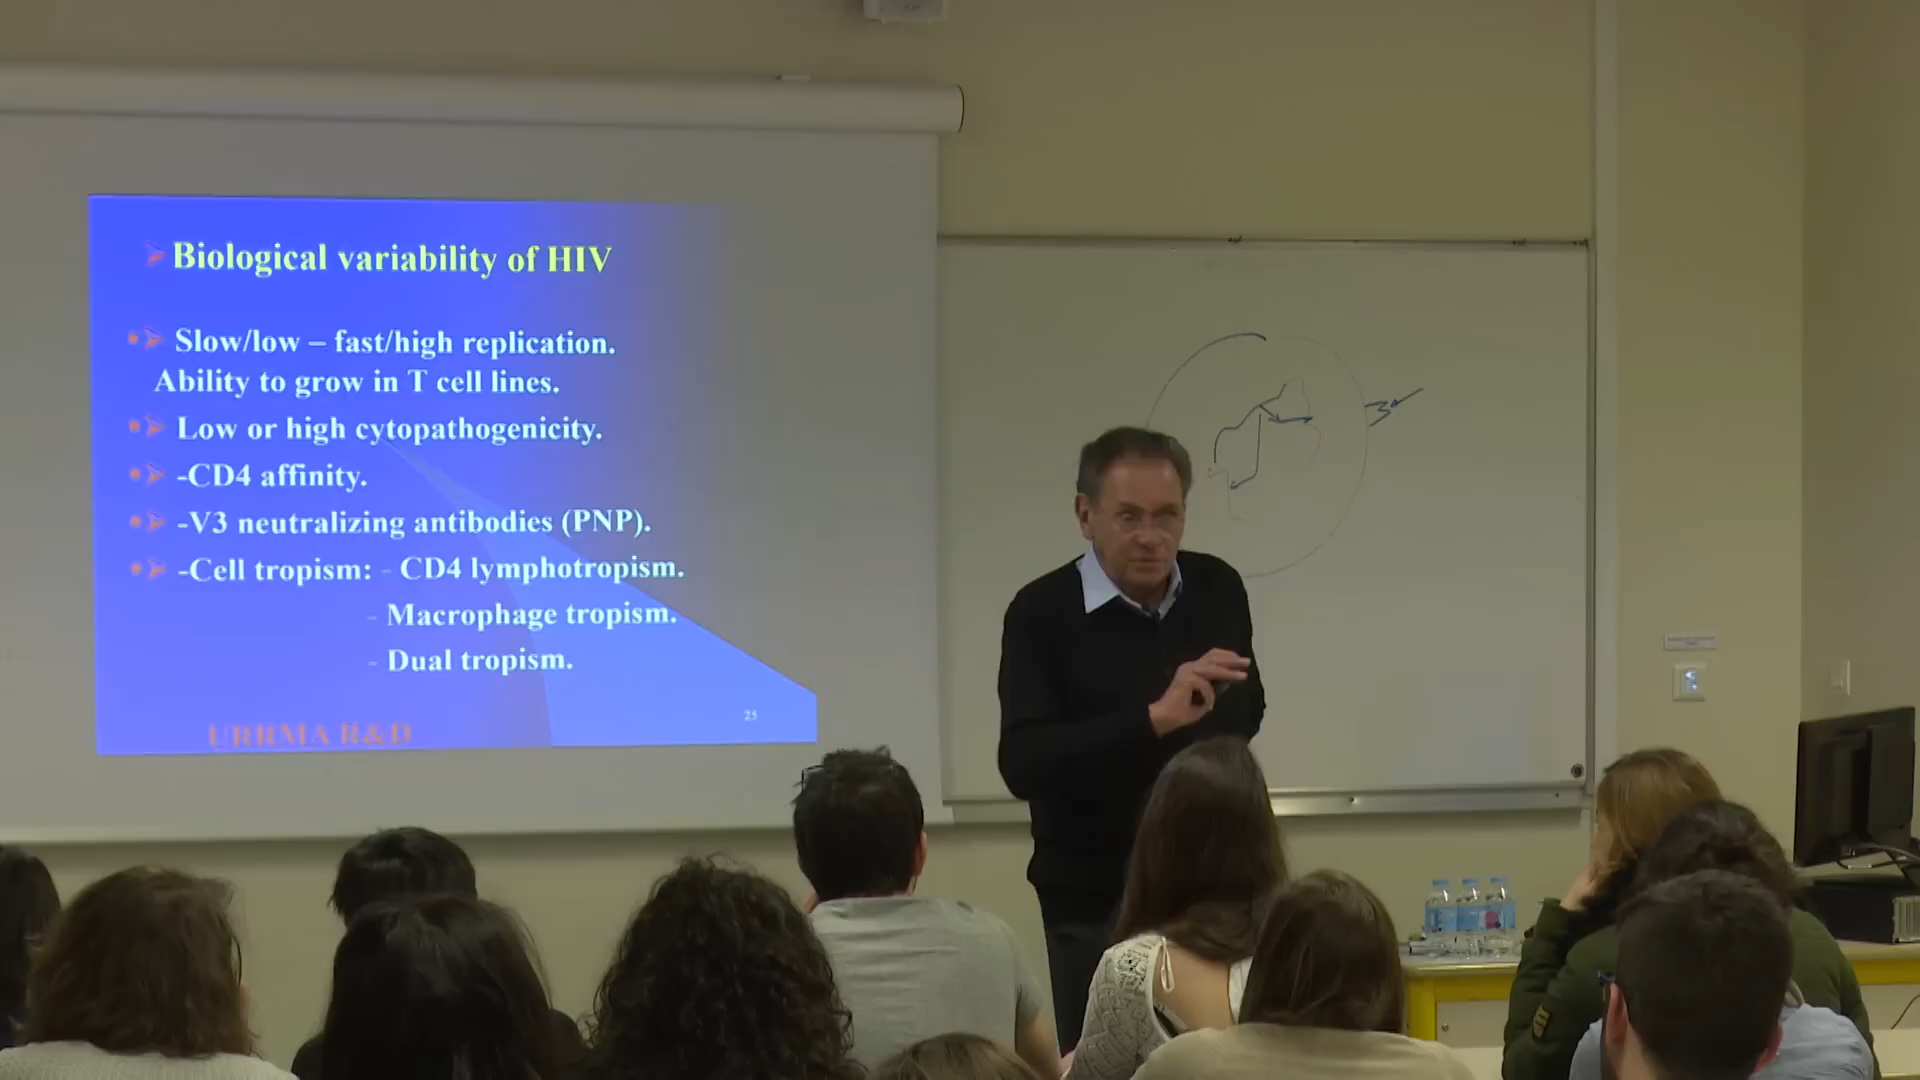 Biological variability of HIV
Slow/low – fast/high replication.
Ability to grow in T cell lines.
Low or high cytopathogenicity.
-CD4 affinity.
-V3 neutralizing antibodies (PNP).
-Cell tropism: - CD4 lymphotropism.
- Macrophage tropism.
- Dual tropism.
URRMA R&D
25